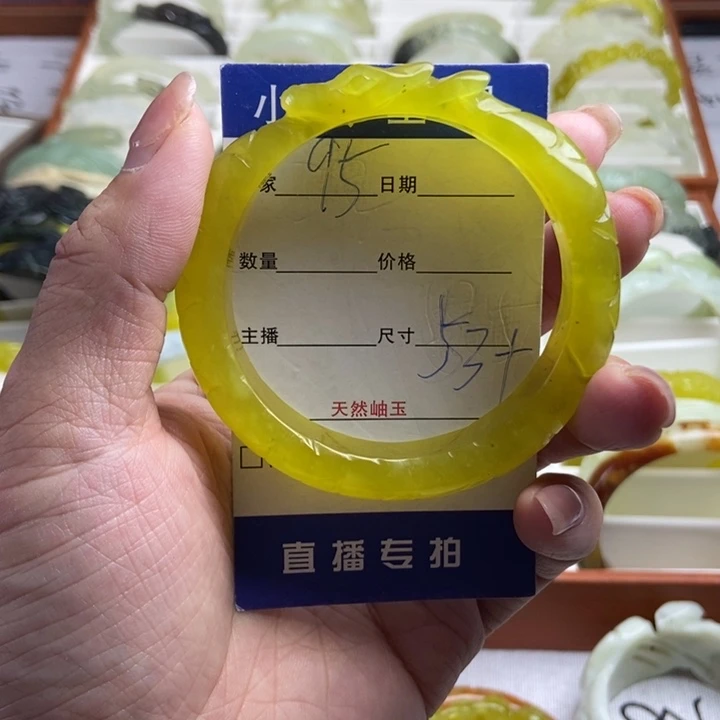 小
95
家 日期
数量 价格
主播 尺寸 53+
天然岫玉
直播专拍